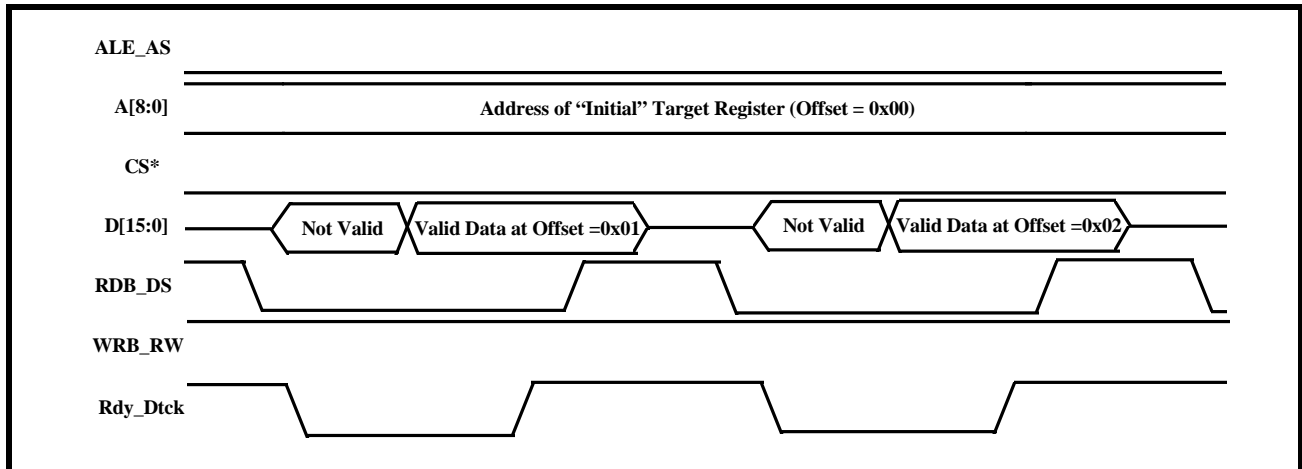 ALE_AS
A[8:0]
Address of “Initial” Target Register (Offset = 0x00)
CS*
D[15:0]
Not Valid
Valid Data at Offset =0x01
Not Valid
Valid Data at Offset =0x02
RDB_DS
WRB_RW
Rdy_Dtck